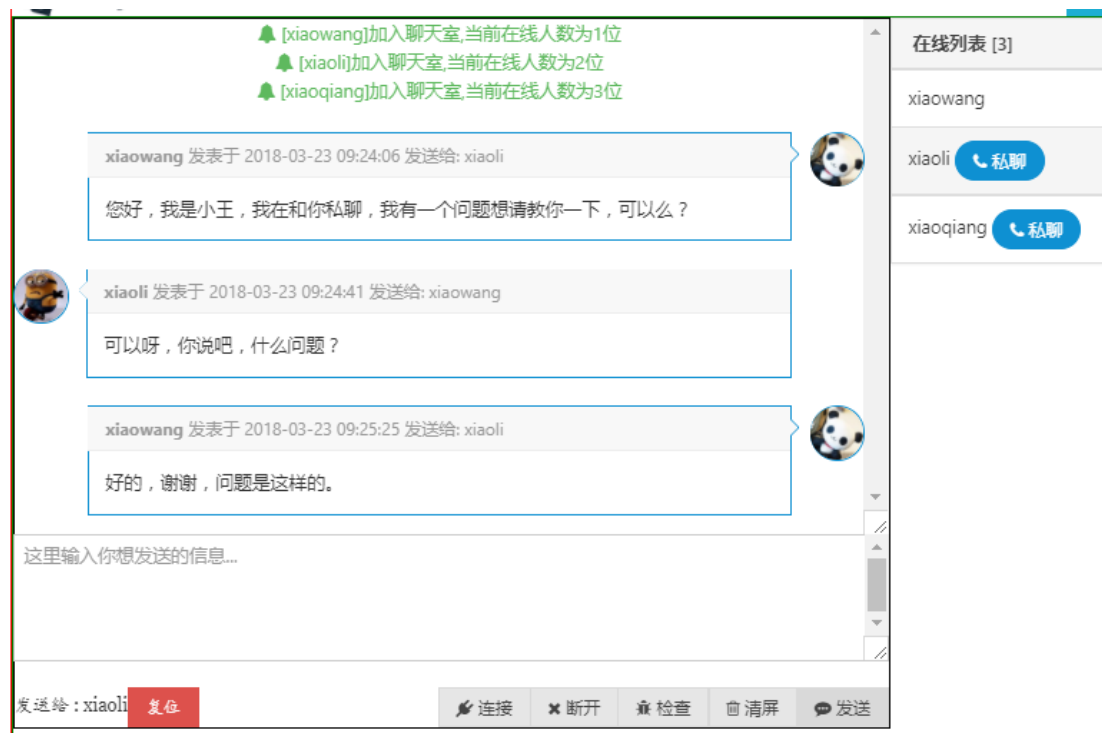 [xiaowang]加入聊天室,当前在线人数为1位
[xiaoli]加入聊天室,当前在线人数为2位
[xiaoqiang]加入聊天室,当前在线人数为3位
xiaowang 发表于 2018-03-23 09:24:06 发送给: xiaoli
您好，我是小王，我在和你私聊，我有一个问题想请教你一下，可以么？
xiaoli 发表于 2018-03-23 09:24:41 发送给: xiaowang
可以呀，你说吧，什么问题？
xiaowang 发表于 2018-03-23 09:25:25 发送给: xiaoli
好的，谢谢，问题是这样的。
这里输入你想发送的信息...
发送给：xiaoli 复位 连接 断开 检查 清屏 发送
在线列表 [3]
xiaowang
xiaoli 私聊
xiaoqiang 私聊